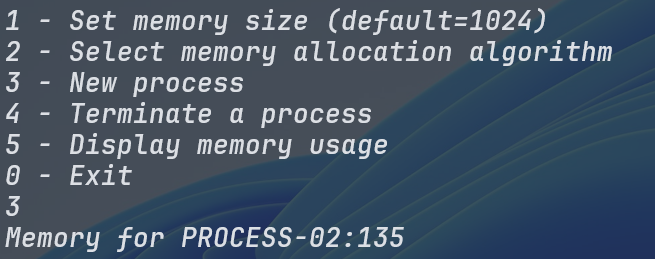 1 - Set memory size (default=1024)
2 - Select memory allocation algorithm
3 - New process
4 - Terminate a process
5 - Display memory usage
0 - Exit
3
Memory for PROCESS-02:135